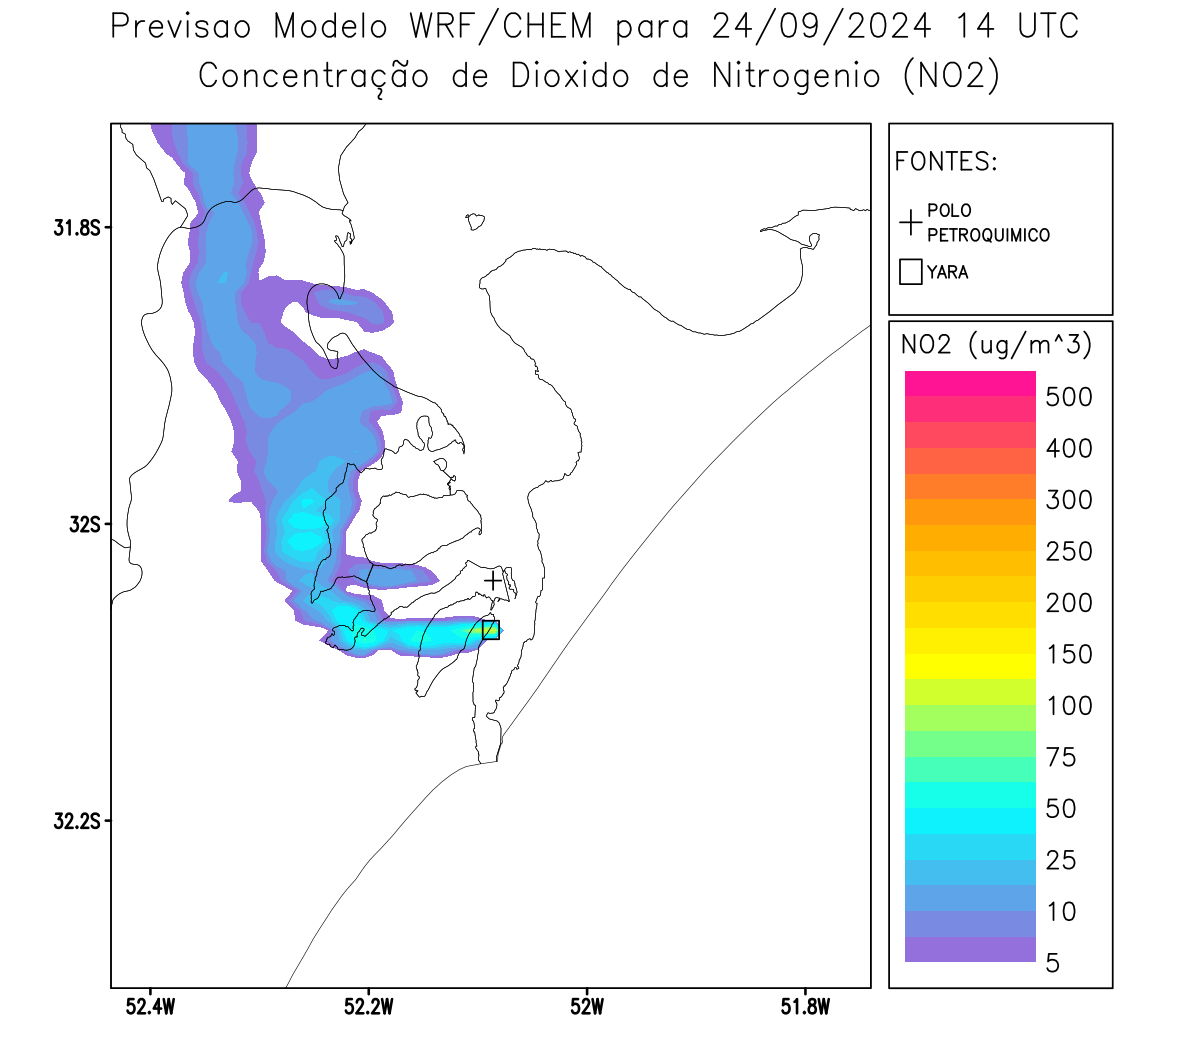 Previsao Modelo WRF/CHEM para 24/09/2024 14 UTC
Concentração de Dioxido de Nitrogenio (NO2)
FONTES:
POLO
PETROQUIMICO
YARA
NO2 (ug/m^3)
500
400
300
250
200
150
100
75
50
25
10
5
31.8S
32S
32.2S
52.4W
52.2W
52W
51.8W